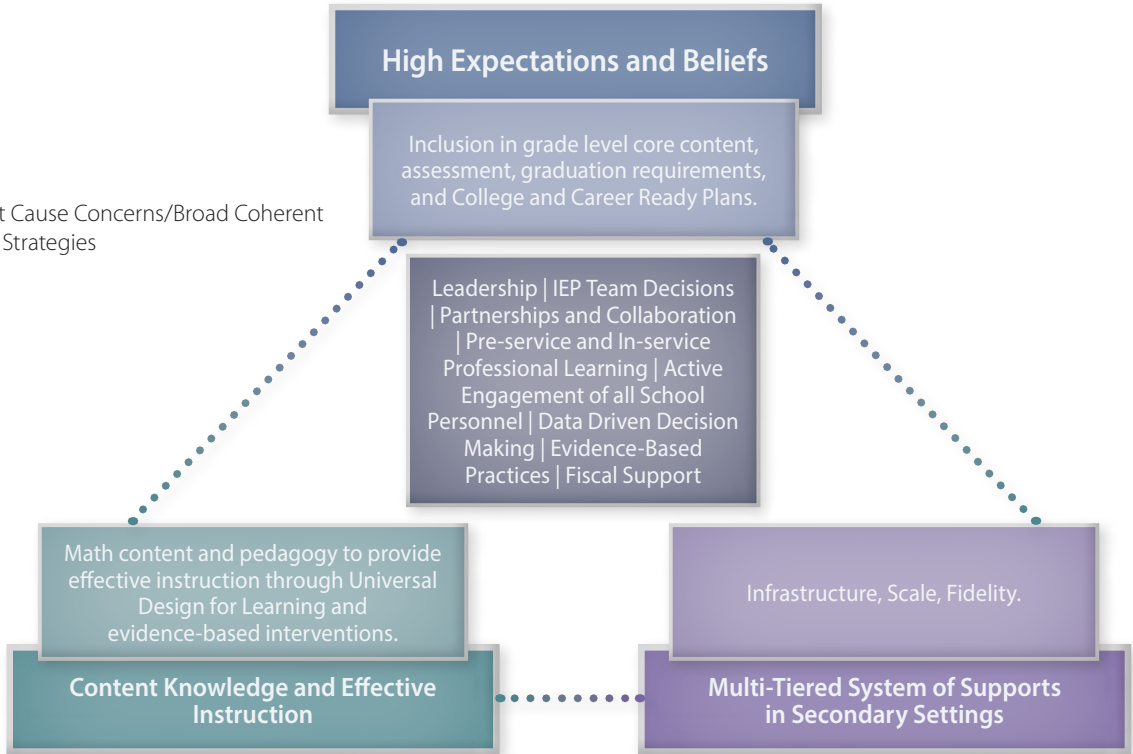 High Expectations and Beliefs
Inclusion in grade level core content,
assessment, graduation requirements,
and College and Career Ready Plans.
Cause Concerns/Broad Coherent
Strategies
Leadership | IEP Team Decisions
| Partnerships and Collaboration
| Pre-service and In-service
Professional Learning | Active
Engagement of all School
Personnel | Data Driven Decision
Making | Evidence-Based
Practices | Fiscal Support
Math content and pedagogy to provide
effective instruction through Universal
Design for Learning and
evidence-based interventions.
Content Knowledge and Effective
Instruction
Infrastructure, Scale, Fidelity.
Multi-Tiered System of Supports
in Secondary Settings